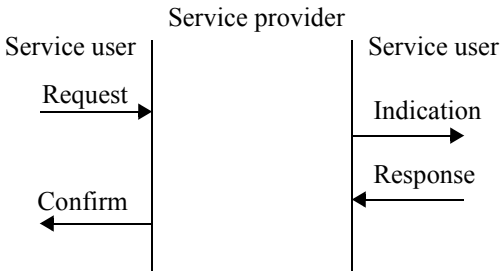 Service provider
Service user
Service user
Request
Indication
Response
Confirm